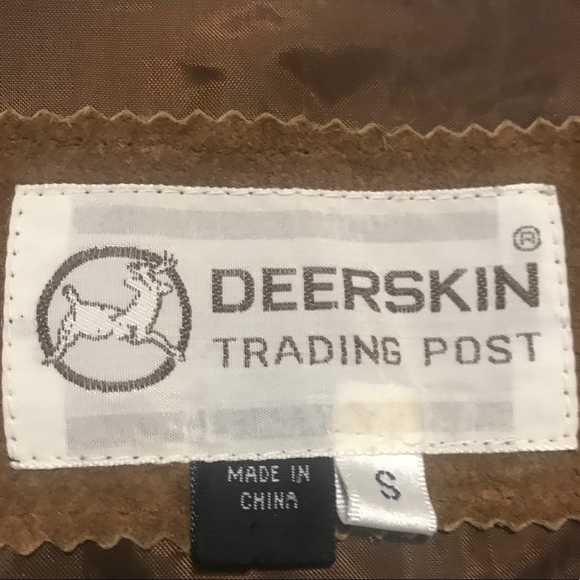 ®
DEERSKIN
TRADING POST
MADE IN
CHINA
S